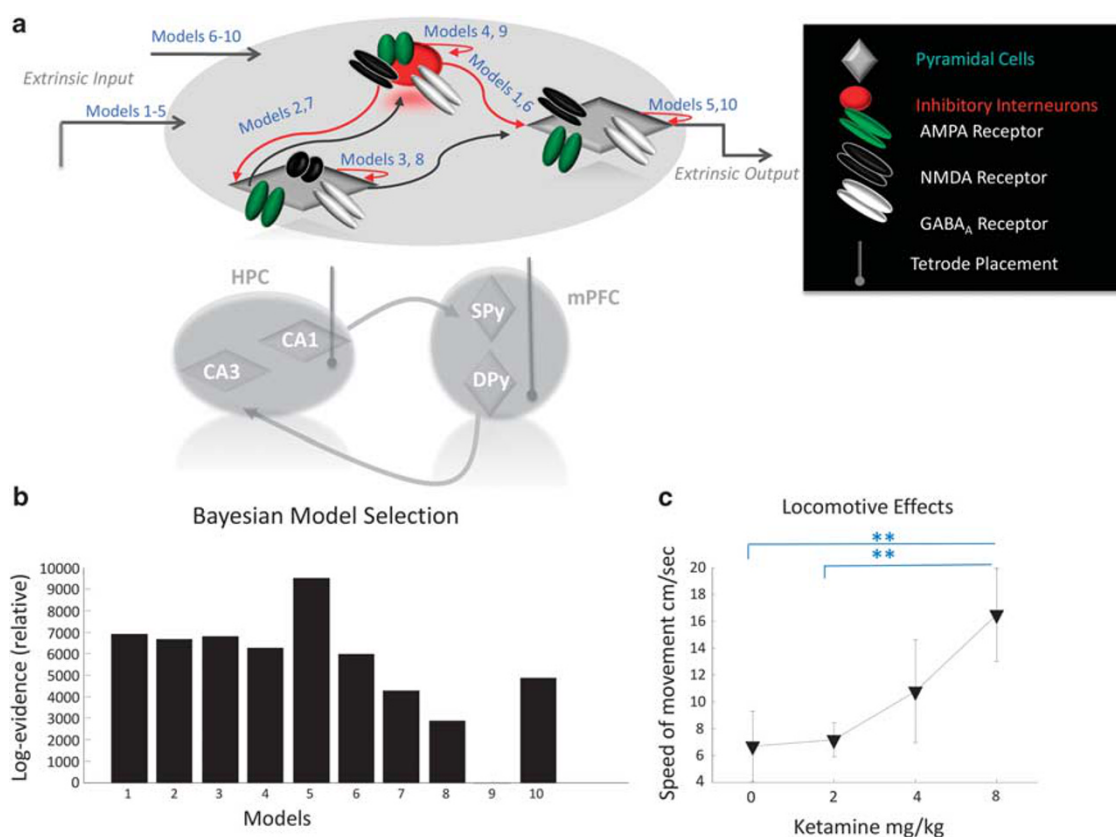 a
Models 6-10
Extrinsic Input
Models 1-5
Models 4, 9
Models 2,7
Models 1,6
Models 3, 8
Models 5,10
Extrinsic Output
Pyramidal Cells
Inhibitory Interneurons
AMPA Receptor
NMDA Receptor
GABAA Receptor
Tetrode Placement
HPC
CA1
CA3
mPFC
SPy
DPy
b
Bayesian Model Selection
Log-evidence (relative)
10000
9000
8000
7000
6000
5000
4000
3000
2000
1000
0
1 2 3 4 5 6 7 8 9 10
Models
c
Locomotive Effects
**
**
Speed of movement cm/sec
20
18
16
14
12
10
8
6
4
0 2 4 8
Ketamine mg/kg